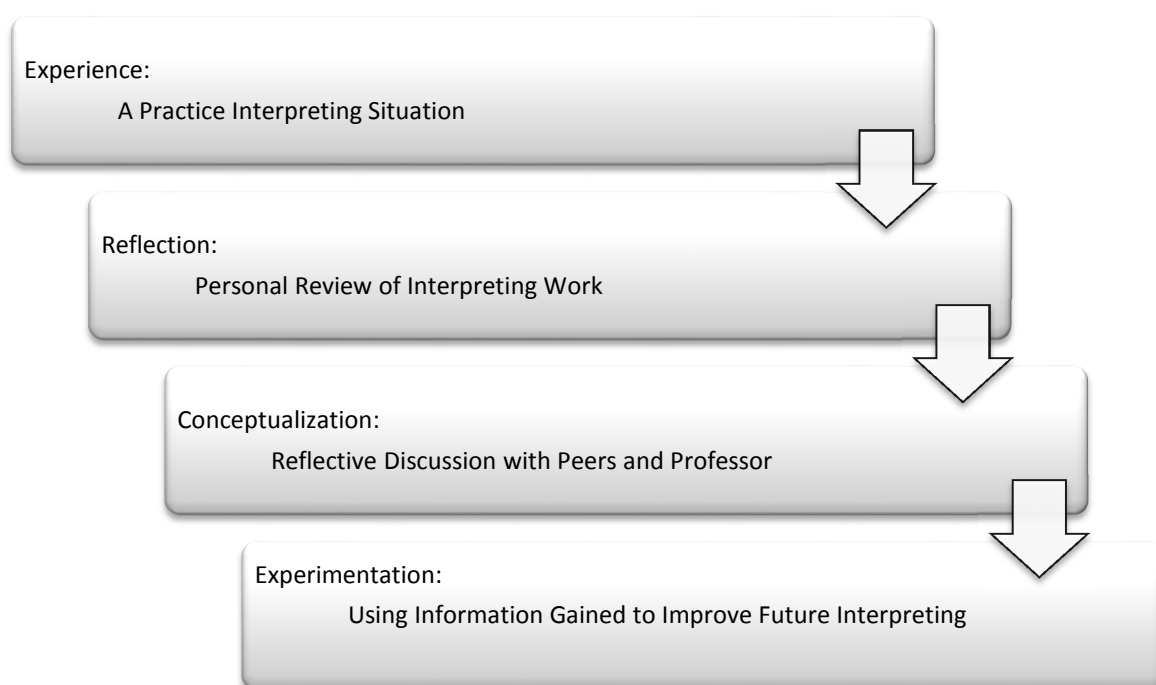 Experience:
A Practice Interpreting Situation
Reflection:
Personal Review of Interpreting Work
Conceptualization:
Reflective Discussion with Peers and Professor
Experimentation:
Using Information Gained to Improve Future Interpreting